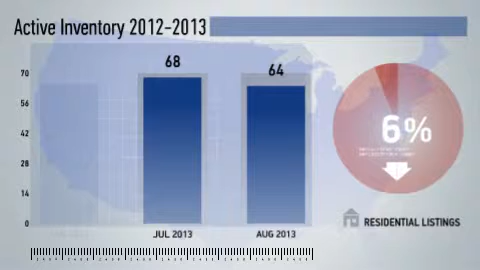 Active Inventory 2012-2013
68
64
70
56
42
28
14
0
JUL 2013
AUG 2013
6%
RESIDENTIAL LISTINGS